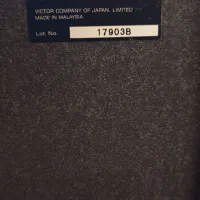 VICTOR COMPANY OF JAPAN, LIMITED
MADE IN MALAYSIA
Lot. No. 17903B